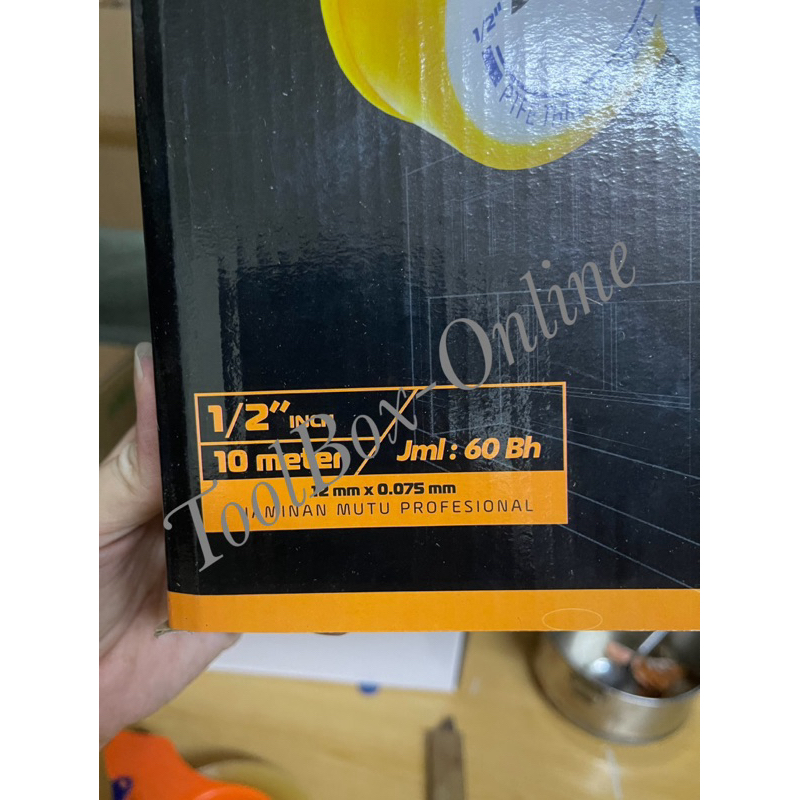 1/2"
PTFE
1/2" INCH
10 meter
Jml : 60 Bh
12 mm x 0.075 mm
JAMINAN MUTU PROFESIONAL
ToolBox-Online